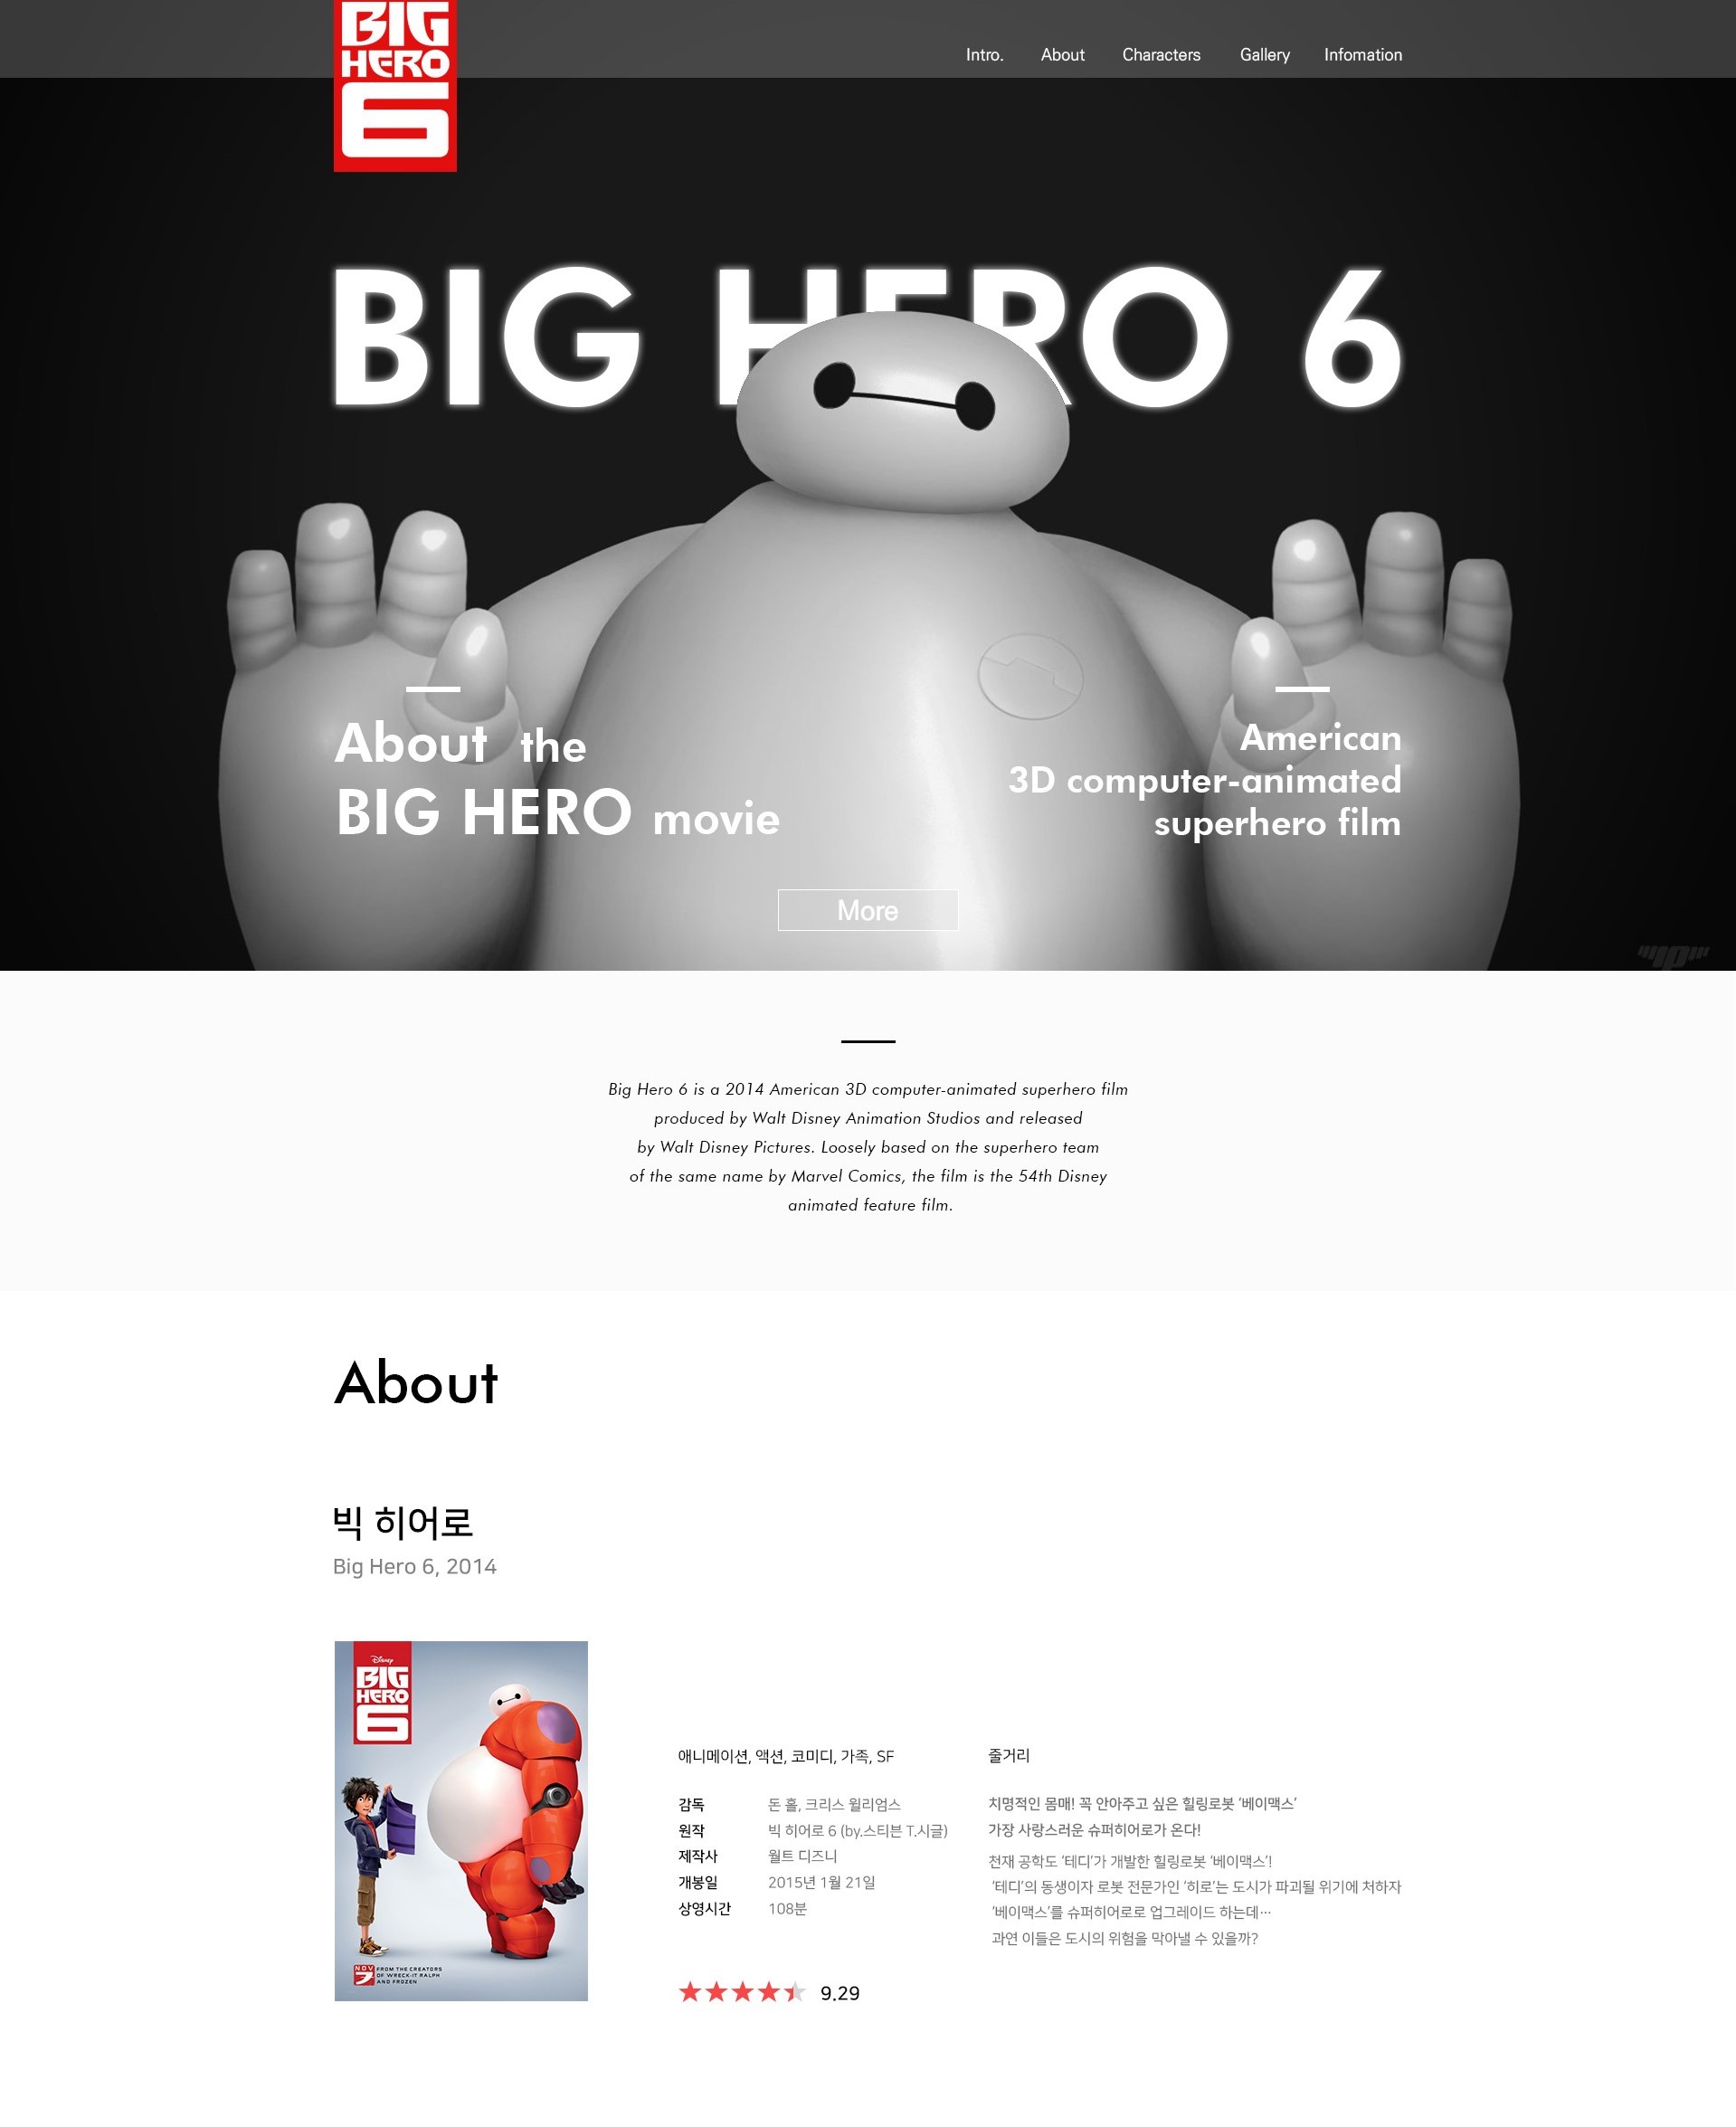 BIG
HERO
6
Intro. About Characters Gallery Infomation
BIG HERO 6
About the
BIG HERO movie
American
3D computer-animated
superhero film
More
Big Hero 6 is a 2014 American 3D computer-animated superhero film
produced by Walt Disney Animation Studios and released
by Walt Disney Pictures. Loosely based on the superhero team
of the same name by Marvel Comics, the film is the 54th Disney
animated feature film.
About
빅 히어로
Big Hero 6, 2014
Disney
BIG
HERO
6
NOV
7
FROM THE CREATORS
OF WRECK-IT RALPH
AND FROZEN
애니메이션, 액션, 코미디, 가족, SF
감독 돈 홀, 크리스 윌리엄스
원작 빅 히어로 6 (by.스티븐 T.시글)
제작사 월트 디즈니
개봉일 2015년 1월 21일
상영시간 108분
9.29
줄거리
치명적인 몸매! 꼭 안아주고 싶은 힐링로봇 ‘베이맥스’
가장 사랑스러운 슈퍼히어로가 온다!
천재 공학도 ‘테디’가 개발한 힐링로봇 ‘베이맥스’!
‘테디’의 동생이자 로봇 전문가인 ‘히로’는 도시가 파괴될 위기에 처하자
‘베이맥스’를 슈퍼히어로로 업그레이드 하는데…
과연 이들은 도시의 위험을 막아낼 수 있을까?